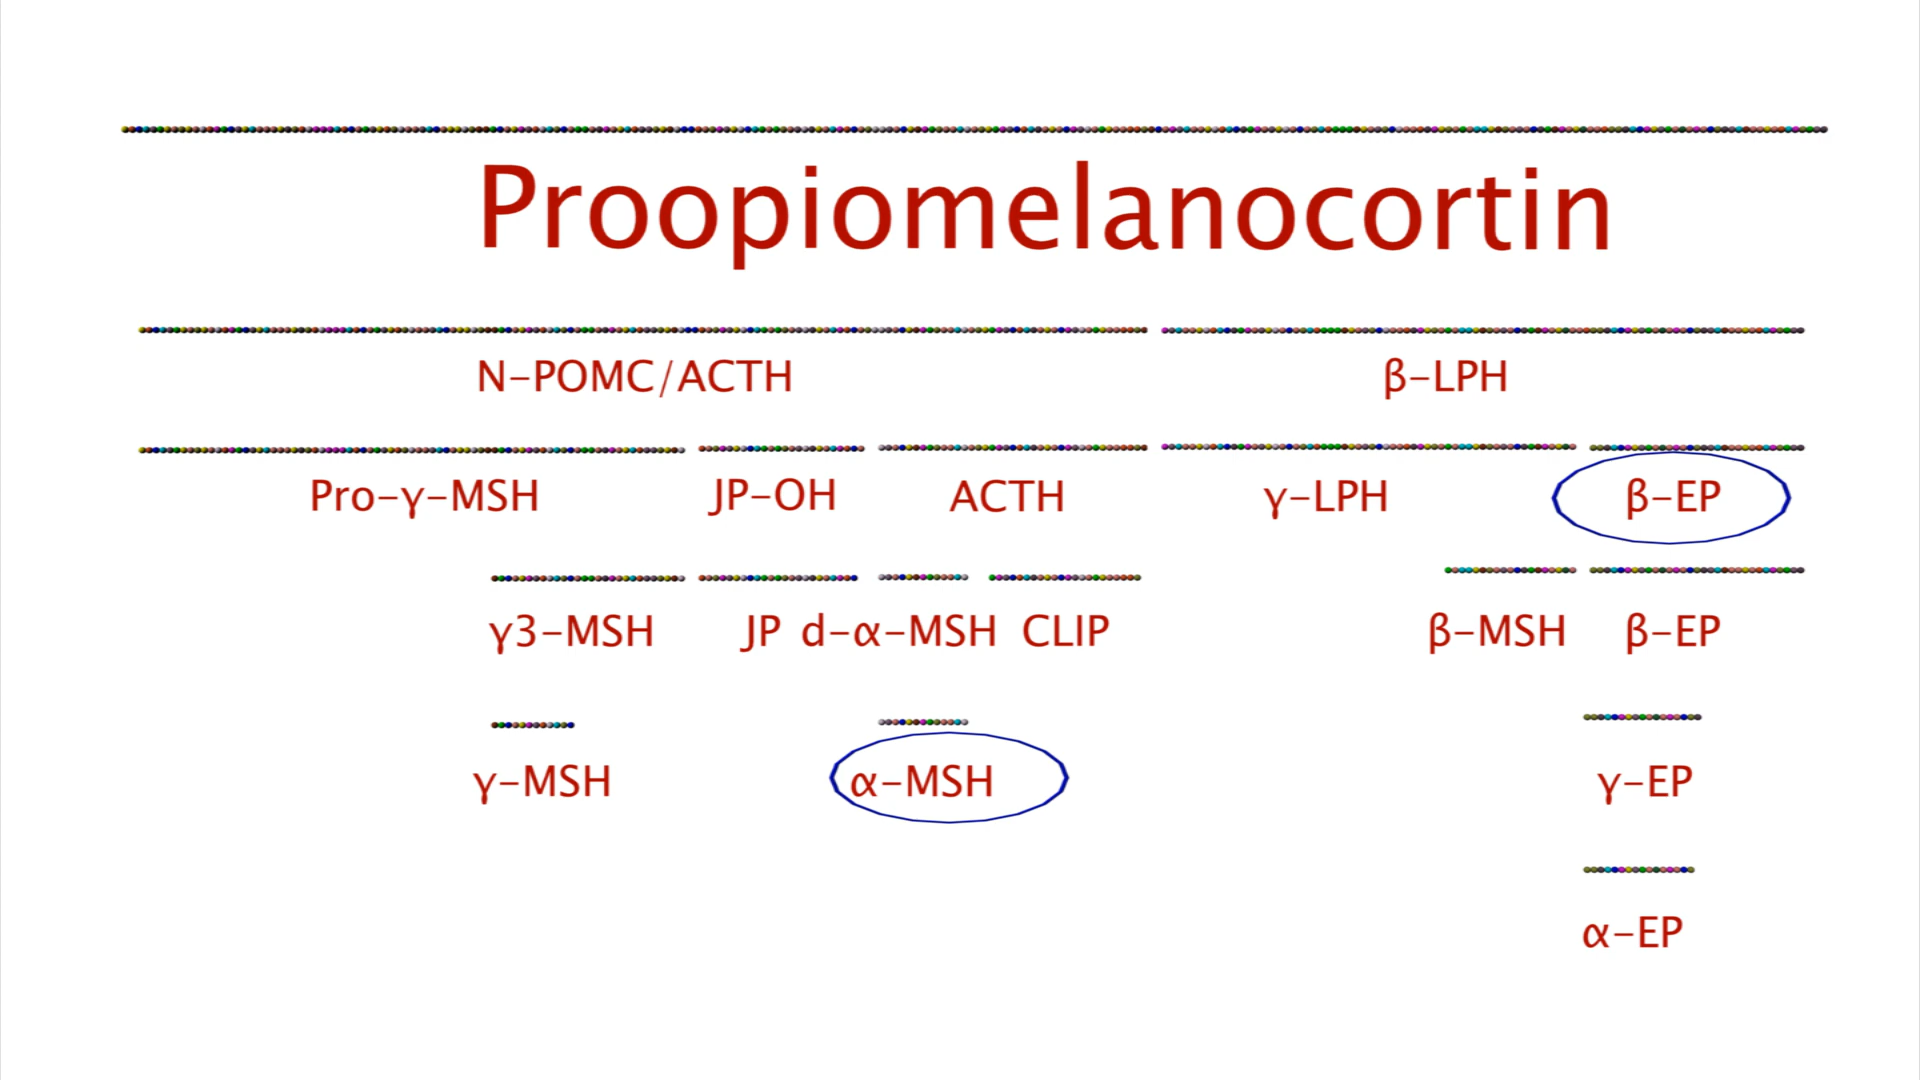 Proopiomelanocortin
N-POMC/ACTH β-LPH
Pro-γ-MSH JP-OH ACTH γ-LPH β-EP
γ3-MSH JP d-α-MSH CLIP β-MSH β-EP
γ-MSH α-MSH γ-EP
α-EP